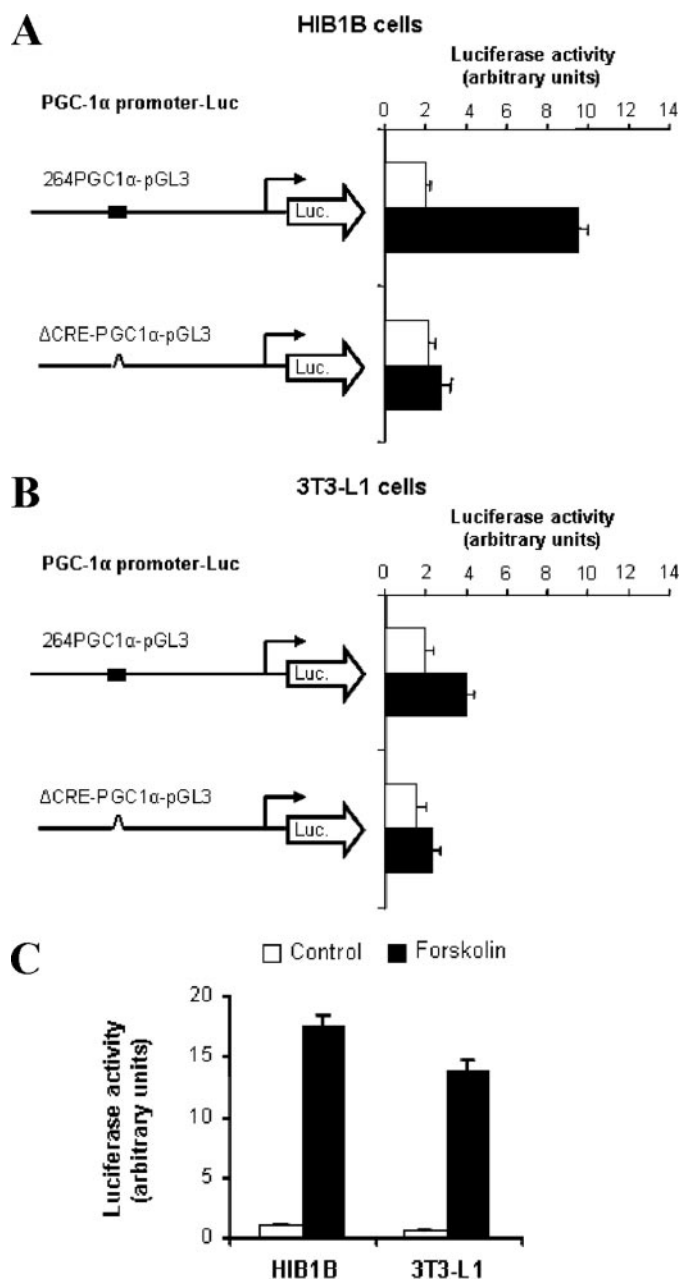 A
HIB1B cells
Luciferase activity
(arbitrary units)
PGC-1α promoter-Luc
0 2 4 6 8 10 12 14
264PGC1α-pGL3
Luc.
ΔCRE-PGC1α-pGL3
Luc.
B
3T3-L1 cells
Luciferase activity
(arbitrary units)
PGC-1α promoter-Luc
0 2 4 6 8 10 12 14
264PGC1α-pGL3
Luc.
ΔCRE-PGC1α-pGL3
Luc.
C
Control Forskolin
Luciferase activity
(arbitrary units)
20
15
10
5
0
HIB1B 3T3-L1